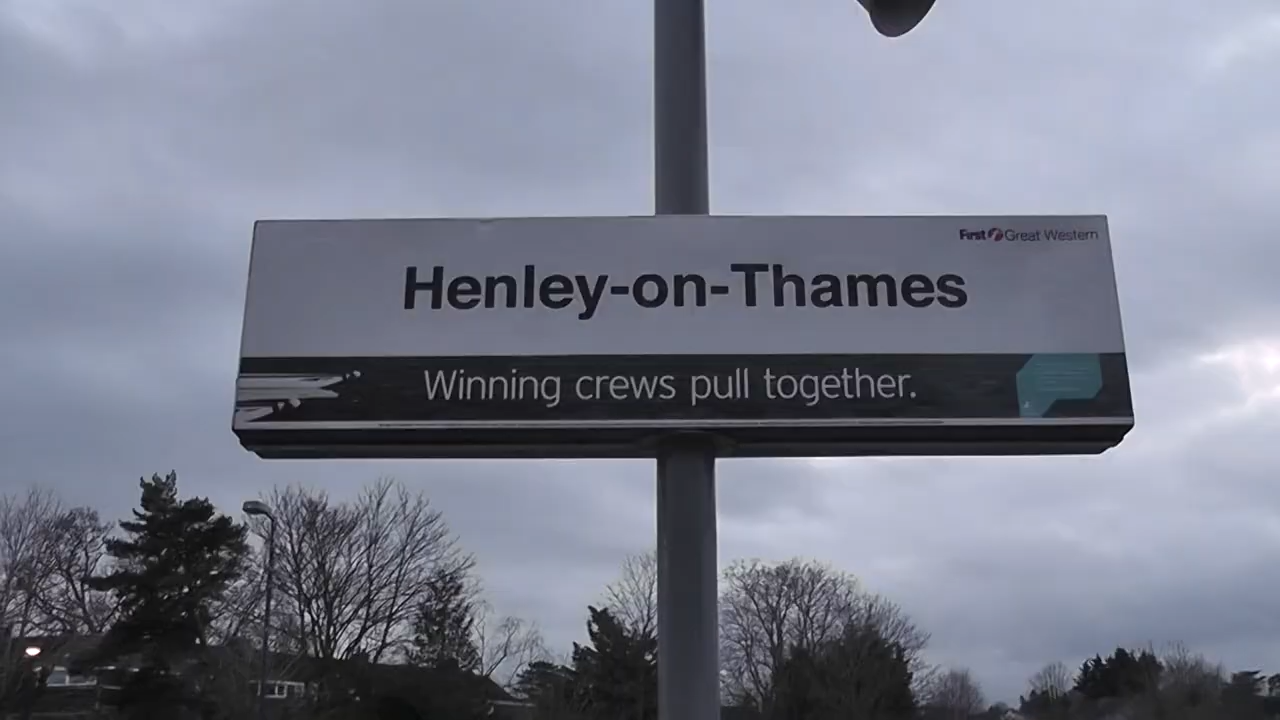 First Great Western
Henley-on-Thames
Winning crews pull together.